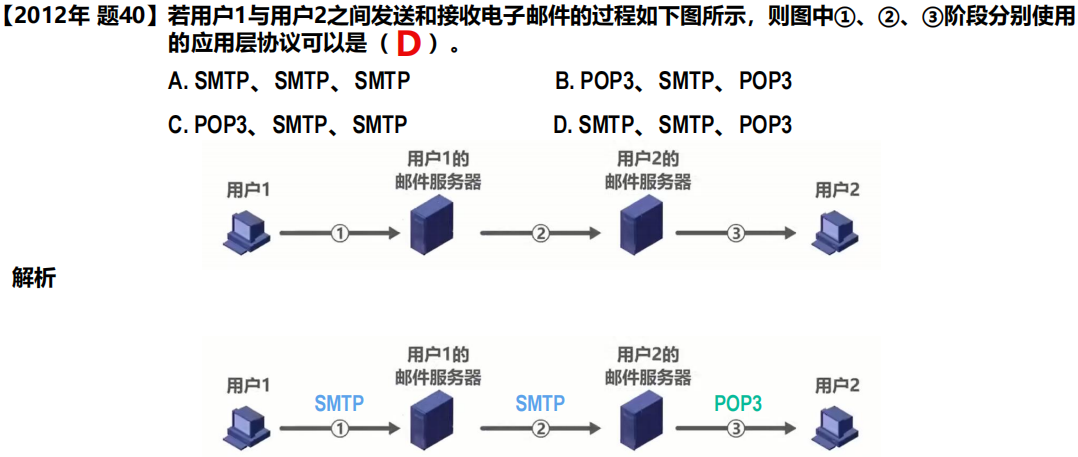 【2012年 题40】若用户1与用户2之间发送和接收电子邮件的过程如下图所示，则图中①、②、③阶段分别使用
的应用层协议可以是（ D ）。
A. SMTP、SMTP、SMTP B. POP3、SMTP、POP3
C. POP3、SMTP、SMTP D. SMTP、SMTP、POP3
用户1的 用户2的
邮件服务器 邮件服务器
用户1 用户2
① ② ③
解析
用户1的 用户2的
邮件服务器 邮件服务器
用户1 用户2
SMTP SMTP POP3
① ② ③